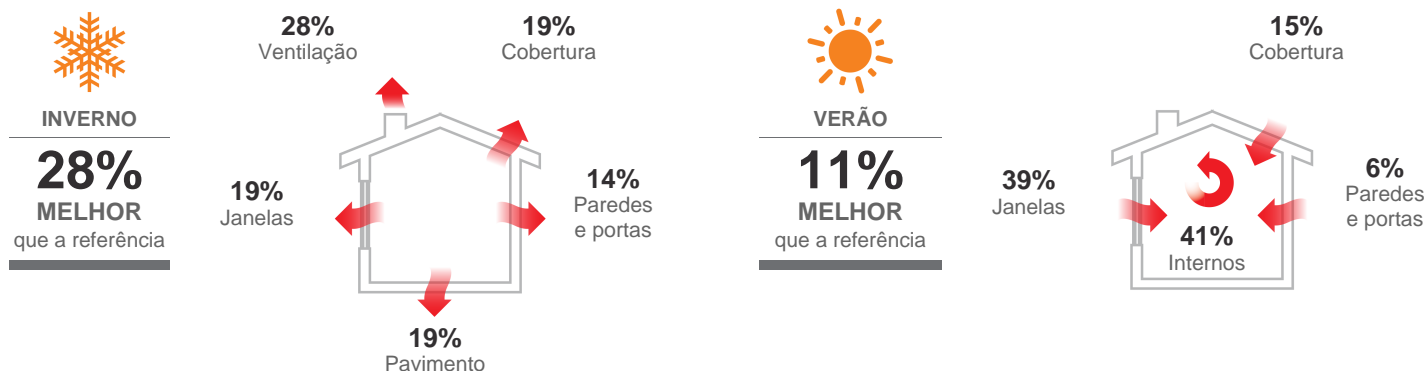 INVERNO
28%
MELHOR
que a referência
28%
Ventilação
19%
Cobertura
19%
Janelas
14%
Paredes
e portas
19%
Pavimento
VERÃO
11%
MELHOR
que a referência
15%
Cobertura
39%
Janelas
6%
Paredes
e portas
41%
Internos